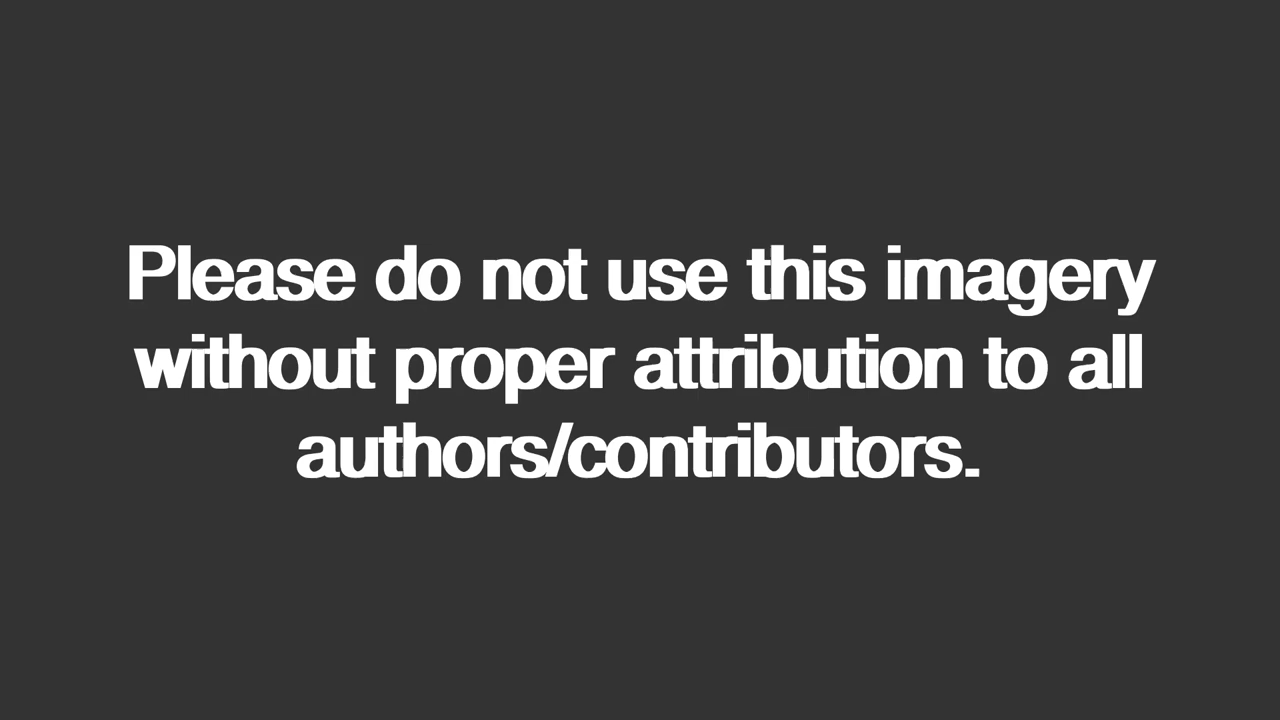 Please do not use this imagery
without proper attribution to all
authors/contributors.